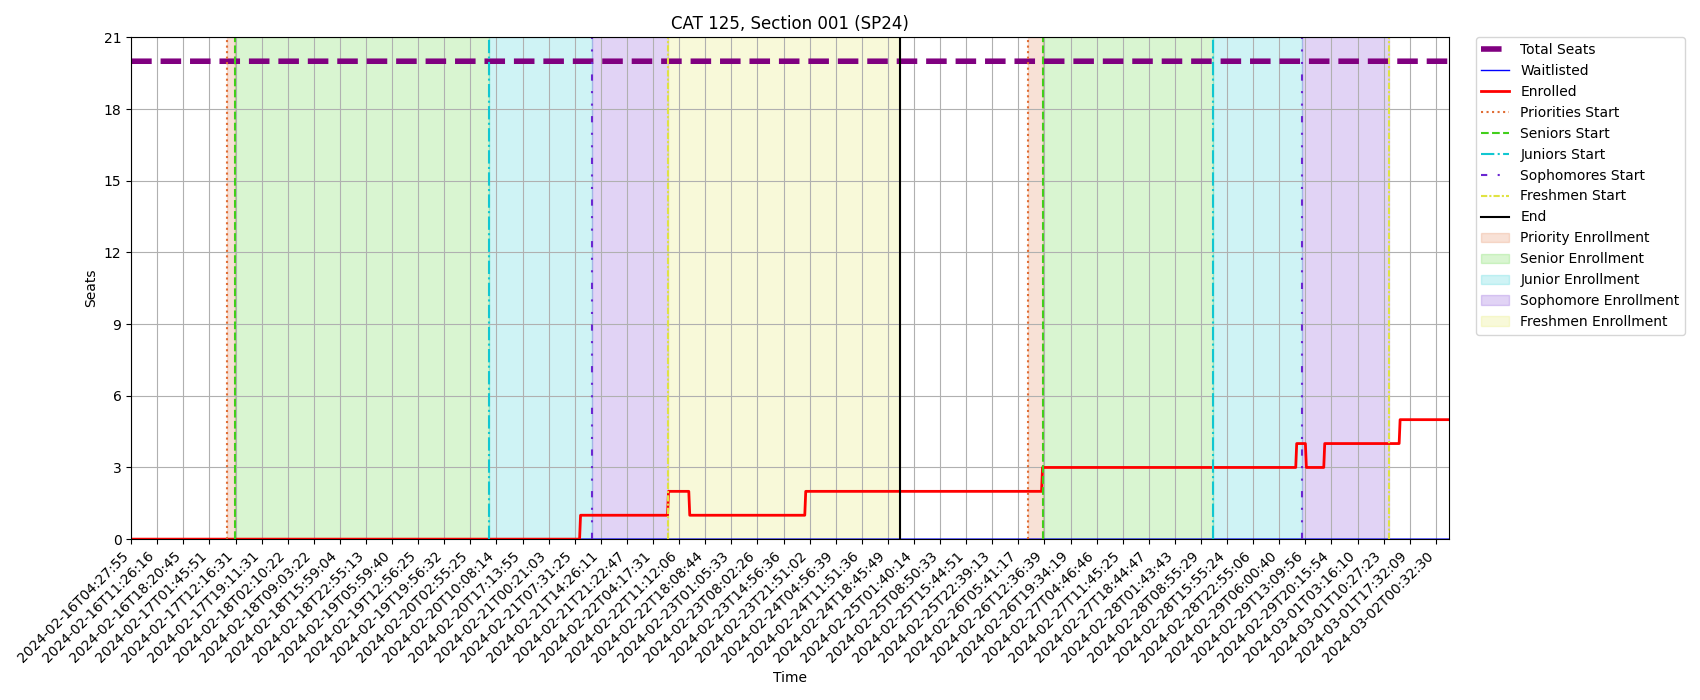 CAT 125, Section 001 (SP24)
21
18
15
12
9
6
3
0
Seats
2024-02-16T04:27:55
2024-02-16T11:26:16
2024-02-16T18:20:45
2024-02-17T01:45:51
2024-02-17T12:16:31
2024-02-17T19:11:31
2024-02-18T02:10:22
2024-02-18T09:03:22
2024-02-18T15:59:04
2024-02-18T22:55:13
2024-02-19T05:59:40
2024-02-19T12:56:25
2024-02-19T19:56:32
2024-02-20T02:55:25
2024-02-20T10:08:14
2024-02-20T17:13:55
2024-02-21T00:21:03
2024-02-21T07:31:25
2024-02-21T14:26:11
2024-02-21T21:22:47
2024-02-22T04:17:31
2024-02-22T11:12:06
2024-02-22T18:08:44
2024-02-23T01:05:33
2024-02-23T08:02:26
2024-02-23T14:56:36
2024-02-23T21:51:02
2024-02-24T04:56:39
2024-02-24T11:51:36
2024-02-24T18:45:49
2024-02-25T01:40:14
2024-02-25T08:50:33
2024-02-25T15:44:51
2024-02-25T22:39:13
2024-02-26T05:41:17
2024-02-26T12:36:39
2024-02-26T19:34:19
2024-02-27T04:46:46
2024-02-27T11:45:25
2024-02-27T18:44:47
2024-02-28T01:43:43
2024-02-28T08:55:29
2024-02-28T15:55:24
2024-02-28T22:55:06
2024-02-29T06:00:40
2024-02-29T13:09:56
2024-02-29T20:15:54
2024-03-01T03:16:10
2024-03-01T10:27:23
2024-03-01T17:32:09
2024-03-02T00:32:30
Time
Total Seats
Waitlisted
Enrolled
Priorities Start
Seniors Start
Juniors Start
Sophomores Start
Freshmen Start
End
Priority Enrollment
Senior Enrollment
Junior Enrollment
Sophomore Enrollment
Freshmen Enrollment